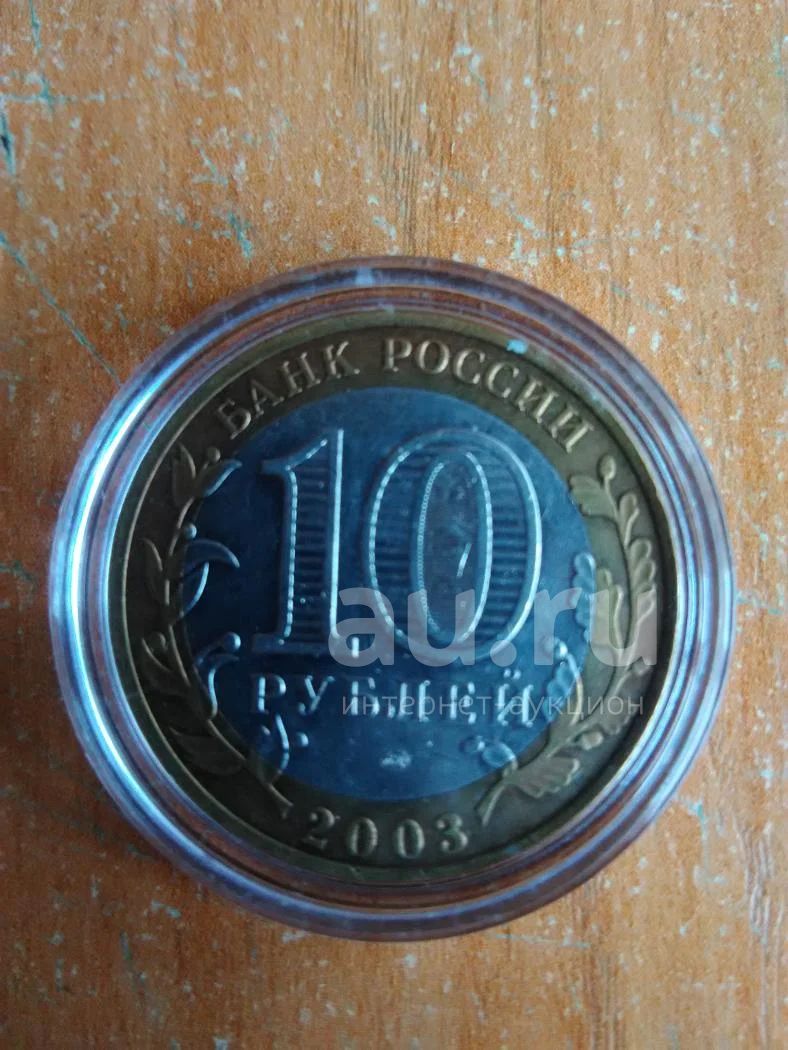 БАНК РОССИИ
10
РУБЛЕЙ
2003
au.ru
интернет-аукцион